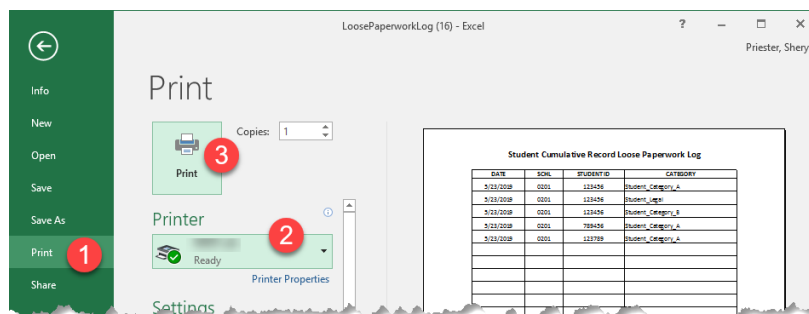 LoosePaperworkLog (16) - Excel
?
Priester, Shery
Info
New
Open
Save
Save As
Print
Share
1
Print
Copies: 1
Print
3
Printer
2
Ready
Printer Properties
Settings
Student Cumulative Record Loose Paperwork Log
DATE SCHL STUDENT ID CATEGORY
5/23/2019 0201 123456 Student_Category_A
5/23/2019 0201 123456 Student_Legal
5/23/2019 0201 123456 Student_Category_B
5/23/2019 0201 789456 Student_Category_A
5/23/2019 0201 123789 Student_Category_A